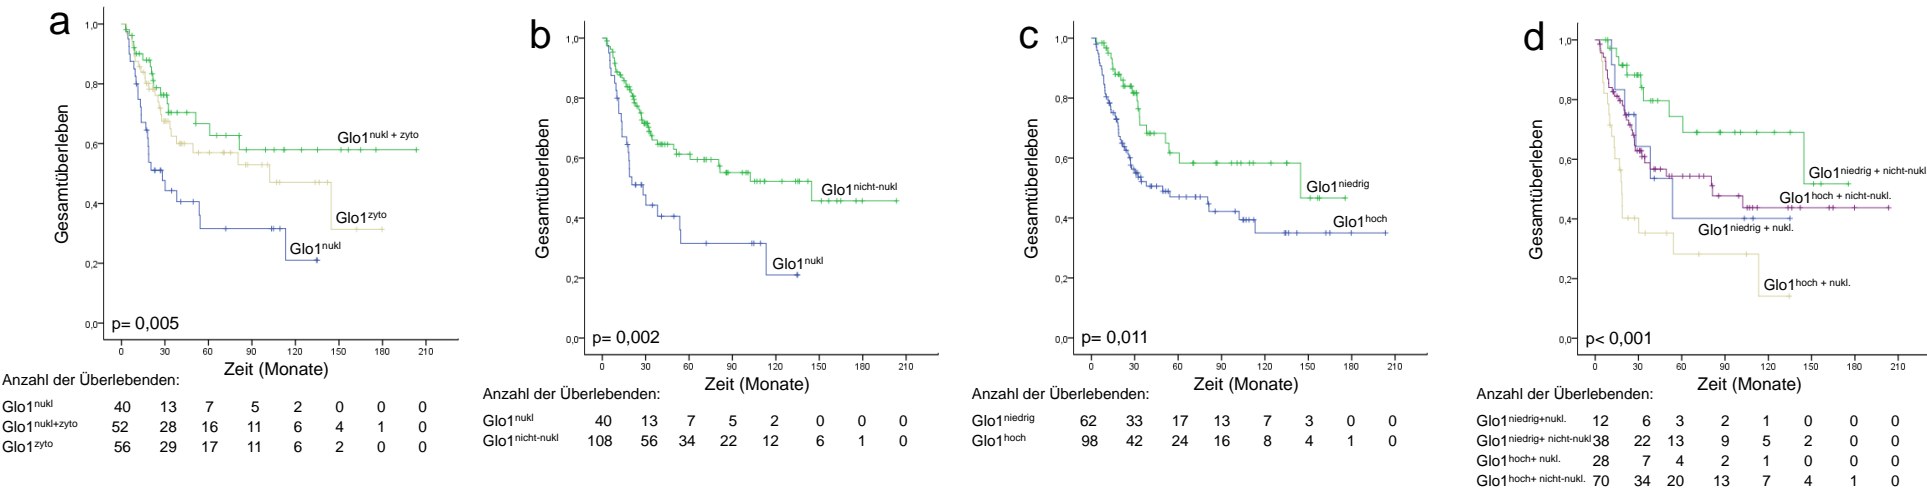 a
Gesamtüberleben
1,0
0,8
0,6
0,4
0,2
0,0
Glo1nukl + zyto
Glo1zyto
Glo1nukl
p= 0,005
0 30 60 90 120 150 180 210
Zeit (Monate)
Anzahl der Überlebenden:
Glo1nukl 40 13 7 5 2 0 0 0
Glo1nukl+zyto 52 28 16 11 6 4 1 0
Glo1zyto 56 29 17 11 6 2 0 0
b
Gesamtüberleben
1,0
0,8
0,6
0,4
0,2
0,0
Glo1nicht-nukl
Glo1nukl
p= 0,002
0 30 60 90 120 150 180 210
Zeit (Monate)
Anzahl der Überlebenden:
Glo1nukl 40 13 7 5 2 0 0 0
Glo1nicht-nukl 108 56 34 22 12 6 1 0
c
Gesamtüberleben
1,0
0,8
0,6
0,4
0,2
0,0
Glo1niedrig
Glo1hoch
p= 0,011
0 30 60 90 120 150 180 210
Zeit (Monate)
Anzahl der Überlebenden:
Glo1niedrig 62 33 17 13 7 3 0 0
Glo1hoch 98 42 24 16 8 4 1 0
d
Gesamtüberleben
1,0
0,8
0,6
0,4
0,2
0,0
Glo1niedrig + nicht-nukl
Glo1hoch + nicht-nukl.
Glo1niedrig + nukl.
Glo1hoch + nukl.
p< 0,001
0 30 60 90 120 150 180 210
Zeit (Monate)
Anzahl der Überlebenden:
Glo1niedrig+nukl. 12 6 3 2 1 0 0 0
Glo1niedrig+ nicht-nukl 38 22 13 9 5 2 0 0
Glo1hoch+ nukl. 28 7 4 2 1 0 0 0
Glo1hoch+ nicht-nukl. 70 34 20 13 7 4 1 0